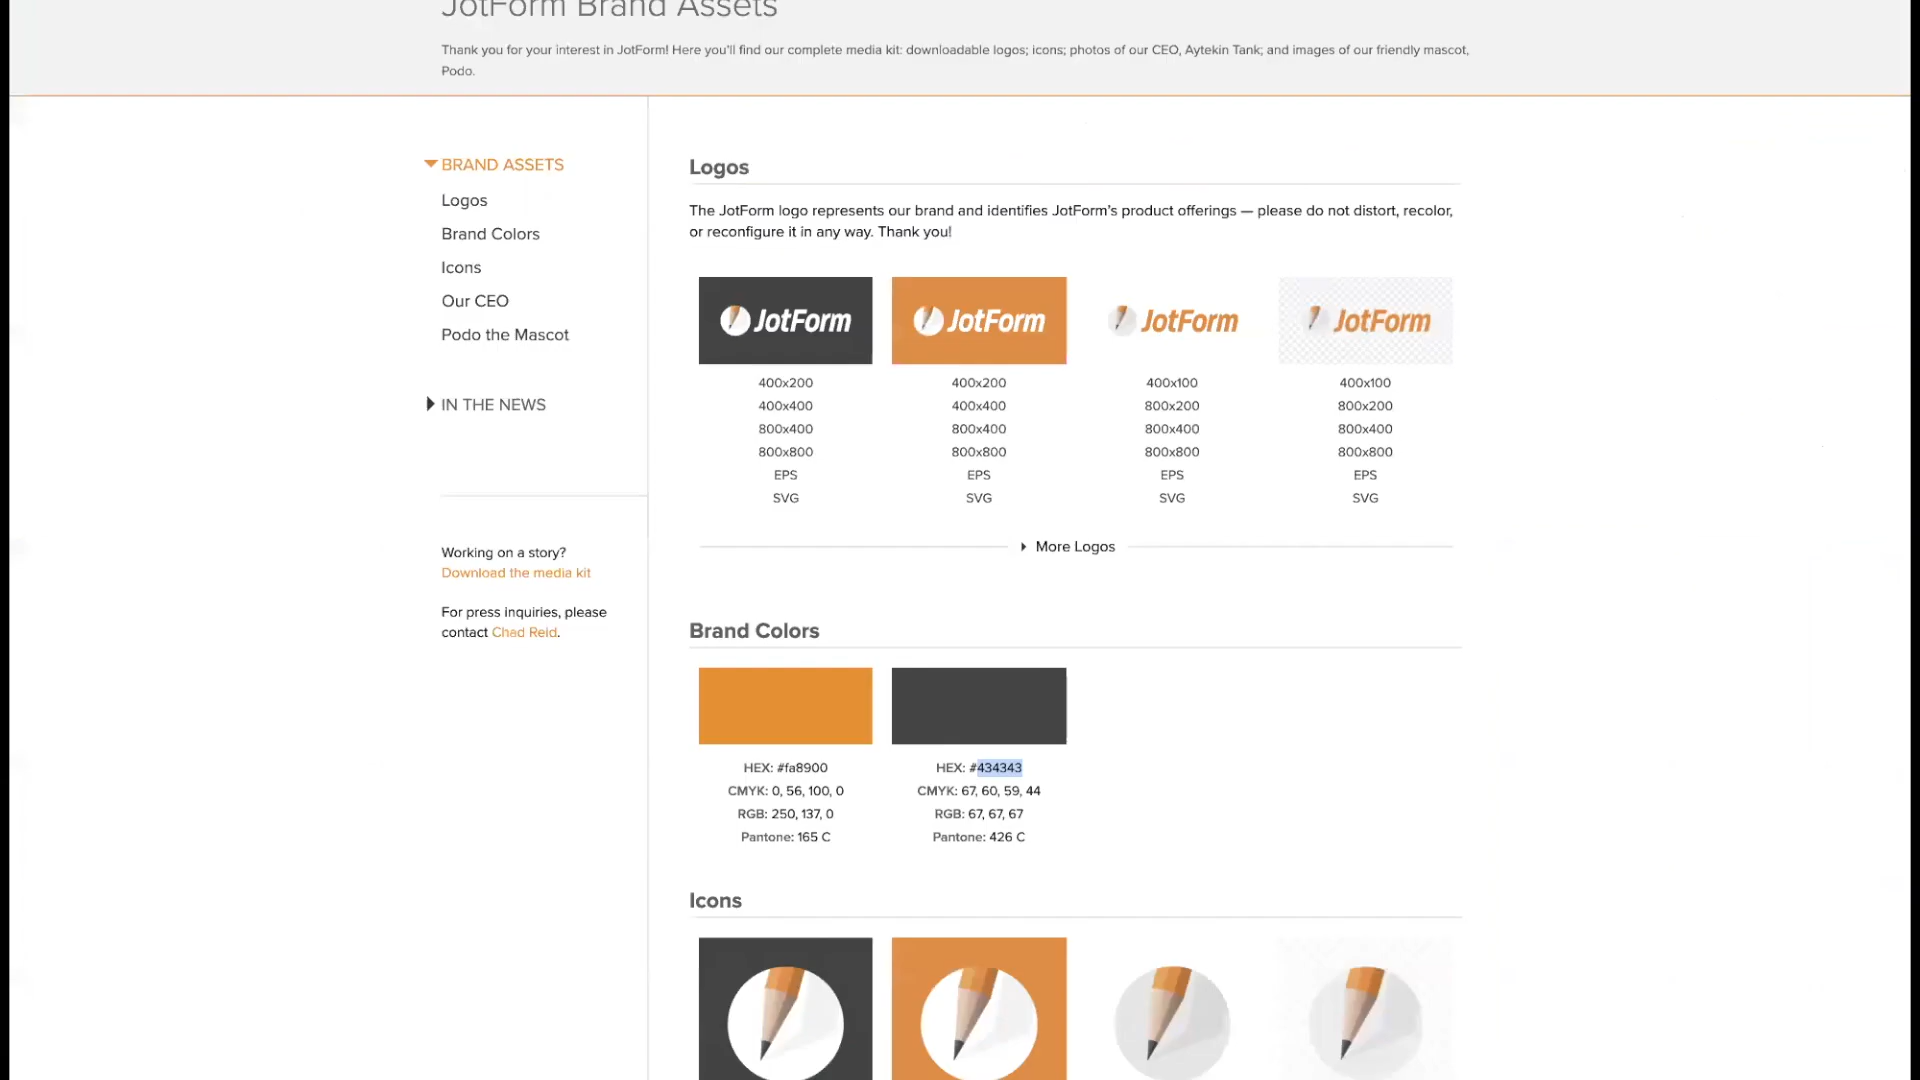 JotForm Brand Assets
Thank you for your interest in JotForm! Here you'll find our complete media kit: downloadable logos; icons; photos of our CEO, Aytekin Tank; and images of our friendly mascot,
Podo.
BRAND ASSETS
Logos
Brand Colors
Icons
Our CEO
Podo the Mascot
IN THE NEWS
Working on a story?
Download the media kit
For press inquiries, please
contact Chad Reid.
Logos
The JotForm logo represents our brand and identifies JotForm's product offerings — please do not distort, recolor,
or reconfigure it in any way. Thank you!
JotForm JotForm JotForm JotForm
400x200 400x200 400x100 400x100
400x400 400x400 800x200 800x200
800x400 800x400 800x400 800x400
800x800 800x800 800x800 800x800
EPS EPS EPS EPS
SVG SVG SVG SVG
More Logos
Brand Colors
HEX: #fa8900 HEX: #434343
CMYK: 0, 56, 100, 0 CMYK: 67, 60, 59, 44
RGB: 250, 137, 0 RGB: 67, 67, 67
Pantone: 165 C Pantone: 426 C
Icons